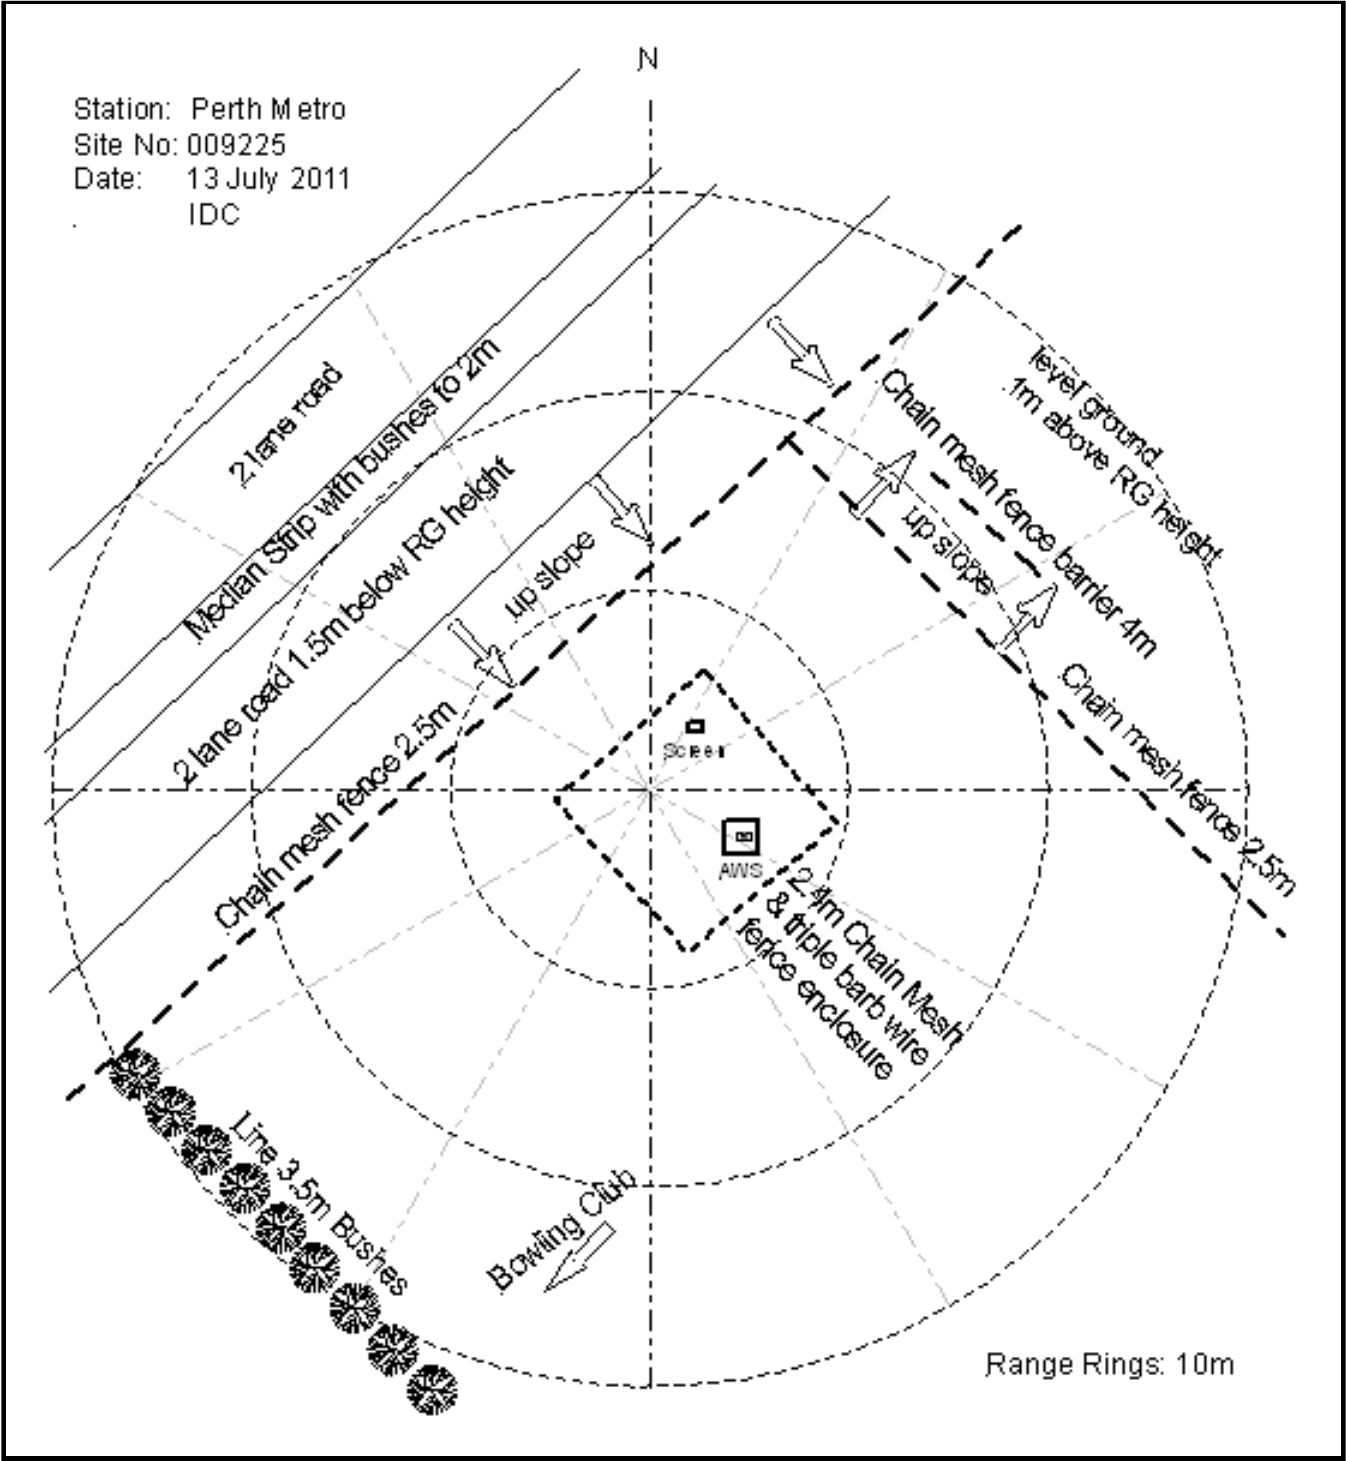 N
Station: Perth Metro
Site No: 009225
Date: 13 July 2011
IDC
2 lane road
Median Strip with bushes to 2m
2 lane road 1.5m below RG height
up slope
Chain mesh fence 2.5m
level ground
.1m above RG height
Chain mesh fence barrier 4m
up slope
Chain mesh fence 2.5m
Screen
AWS
2.4m Chain Mesh
& triple barb wire
fence enclosure
Line 3.5m Bushes
Bowling Club
Range Rings: 10m